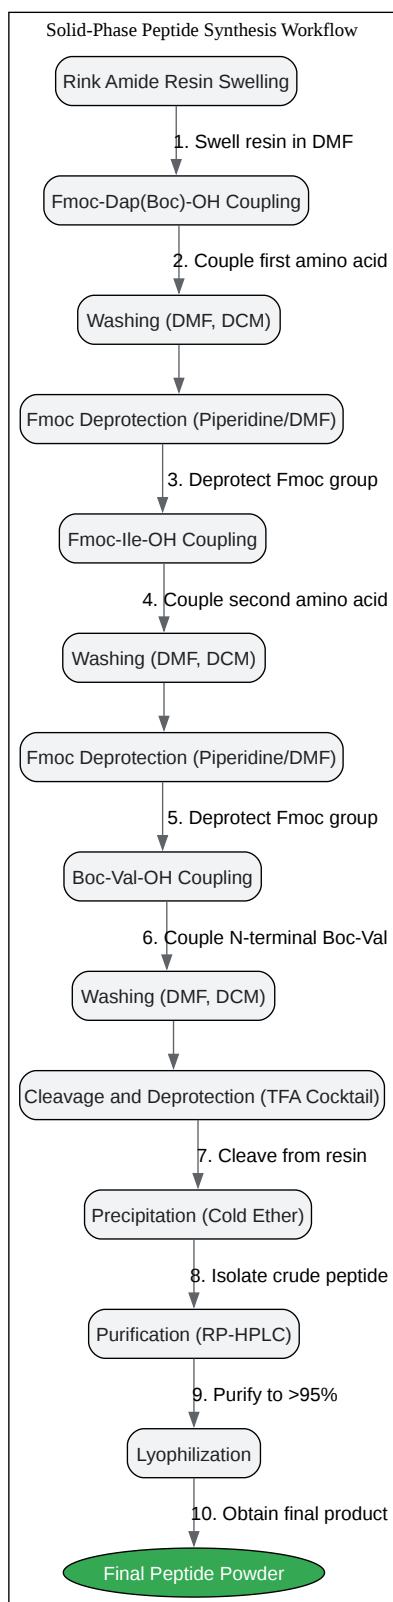 Solid-Phase Peptide Synthesis Workflow
Rink Amide Resin Swelling
1. Swell resin in DMF
Fmoc-Dap(Boc)-OH Coupling
2. Couple first amino acid
Washing (DMF, DCM)
Fmoc Deprotection (Piperidine/DMF)
3. Deprotect Fmoc group
Fmoc-Ile-OH Coupling
4. Couple second amino acid
Washing (DMF, DCM)
Fmoc Deprotection (Piperidine/DMF)
5. Deprotect Fmoc group
Boc-Val-OH Coupling
6. Couple N-terminal Boc-Val
Washing (DMF, DCM)
Cleavage and Deprotection (TFA Cocktail)
7. Cleave from resin
Precipitation (Cold Ether)
8. Isolate crude peptide
Purification (RP-HPLC)
9. Purify to >95%
Lyophilization
10. Obtain final product
Final Peptide Powder